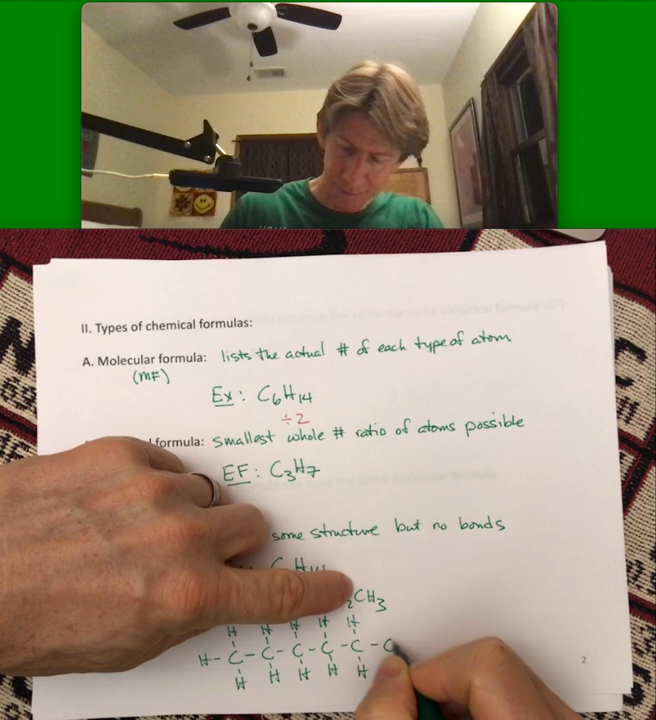 II. Types of chemical formulas:
A. Molecular formula: lists the actual # of each type of atom
(MF)
Ex: C6H14
÷2
formula: smallest whole # ratio of atoms possible
EF: C3H7
some structure but no bonds
2CH3
H H H H H
H-C-C-C-C-C-C
H H H H H
2